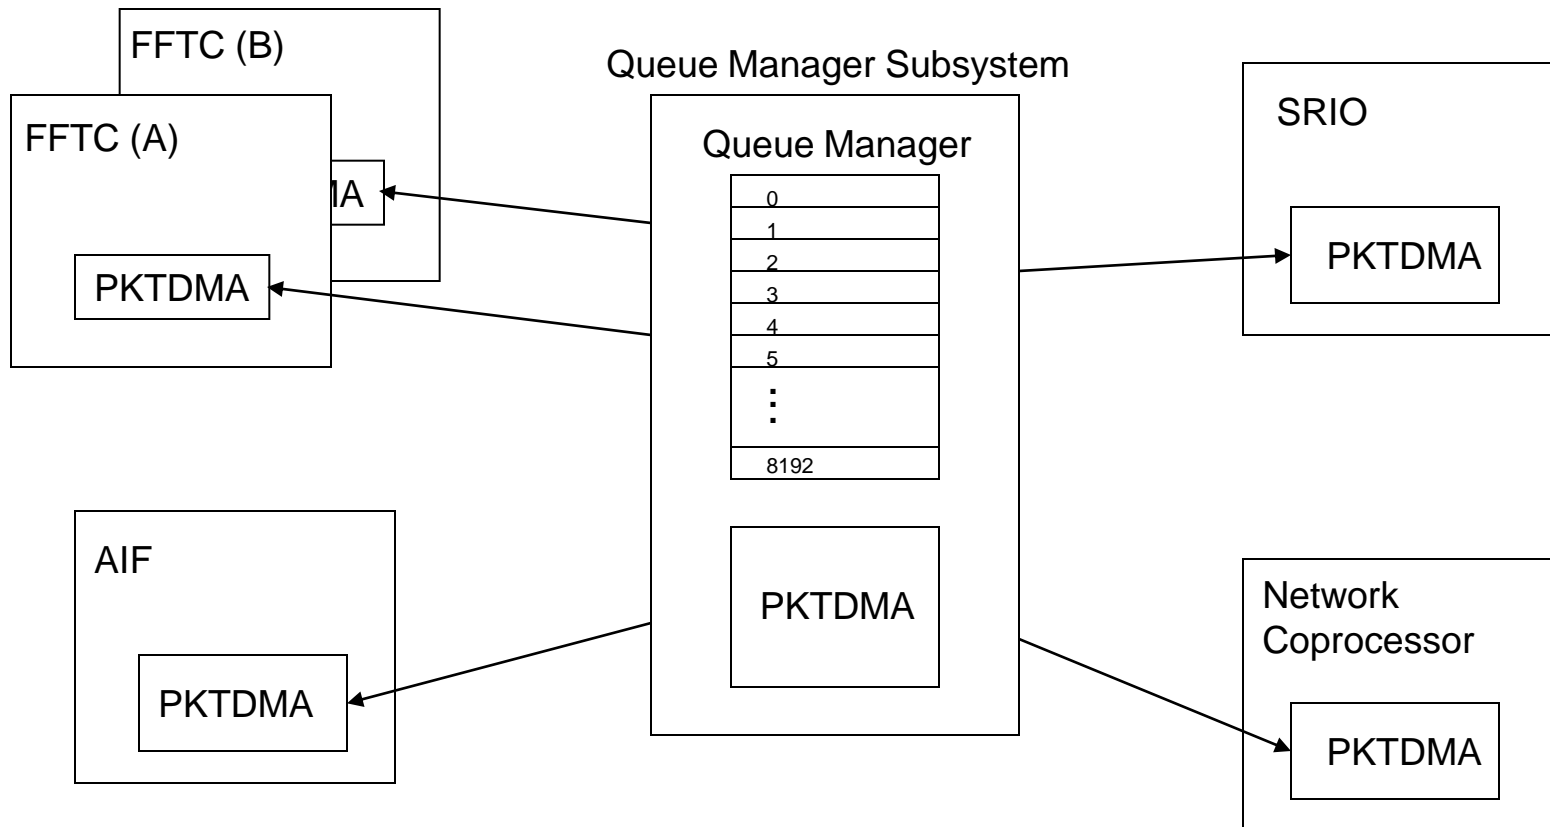 FFTC (B)
FFTC (A)
MA
PKTDMA
Queue Manager Subsystem
Queue Manager
0
1
2
3
4
5
⋮
8192
PKTDMA
SRIO
PKTDMA
AIF
PKTDMA
Network
Coprocessor
PKTDMA